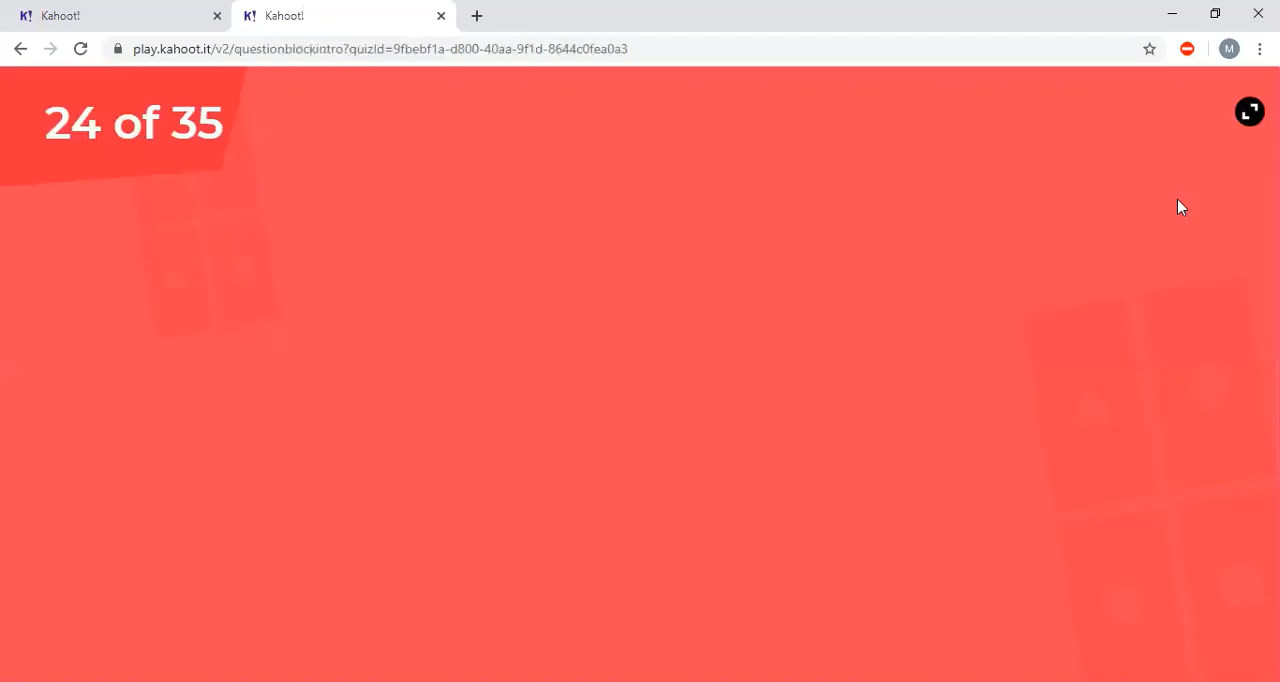 K! Kahoot!
K! Kahoot!
play.kahoot.it/v2/questionblockintro?quizId=9fbebf1a-d800-40aa-9f1d-8644c0fea0a3
M
24 of 35